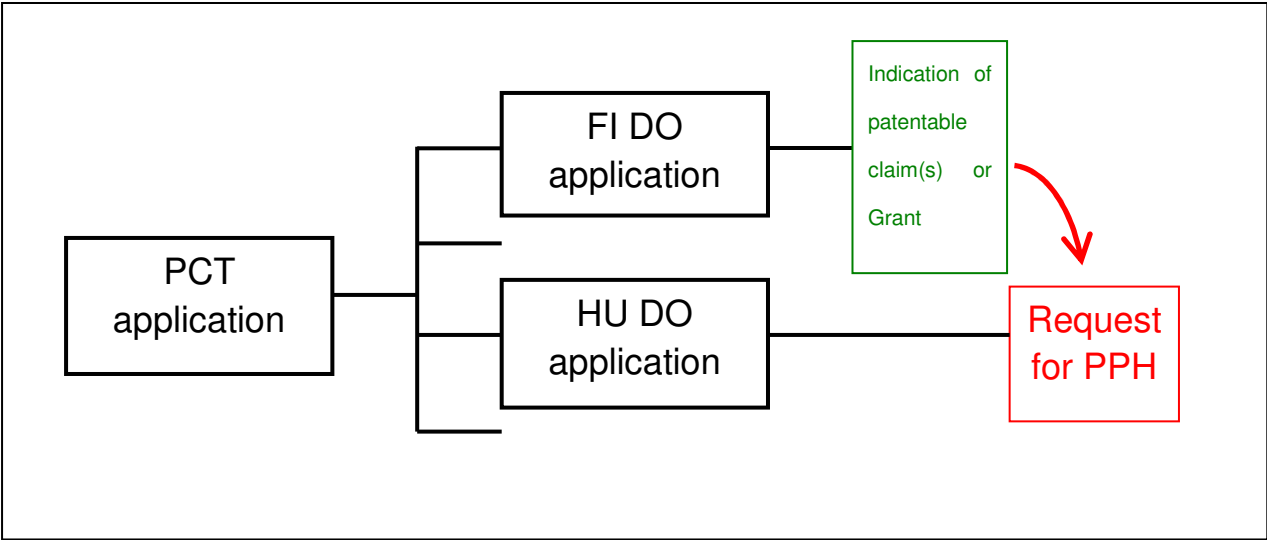 PCT
application
FI DO
application
HU DO
application
Indication of
patentable
claim(s) or
Grant
Request
for PPH